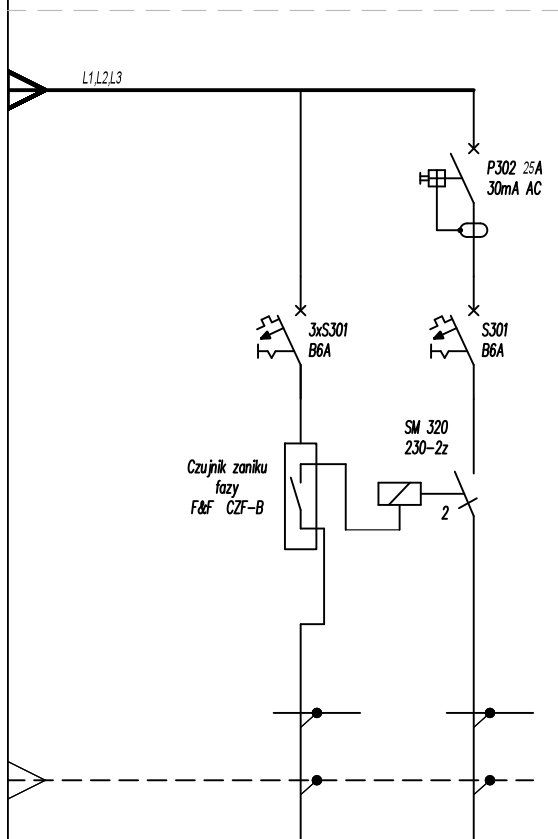 L1,L2,L3
P302 25A
30mA AC
3xS301
B6A
S301
B6A
SM 320
230-2z
Czujnik zaniku
fazy
F&F CZF-B
2